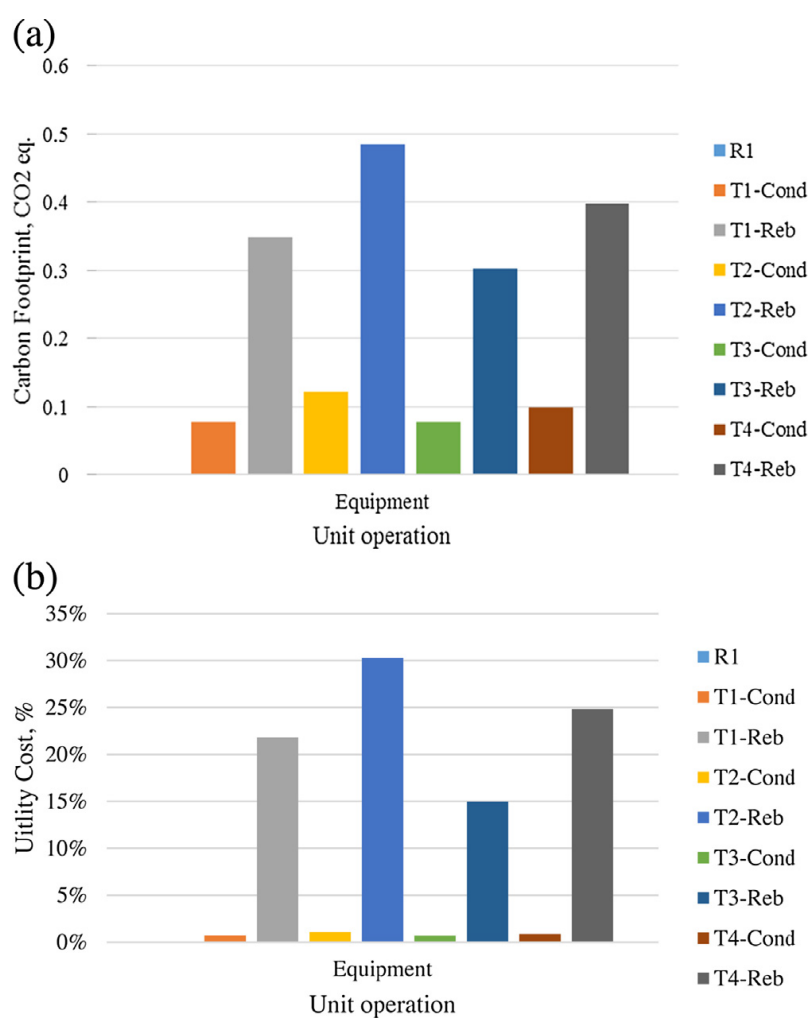 (a)
0.6
0.5
0.4
0.3
0.2
0.1
0
Carbon Footprint, CO2 eq.
Equipment
Unit operation
R1
T1-Cond
T1-Reb
T2-Cond
T2-Reb
T3-Cond
T3-Reb
T4-Cond
T4-Reb
(b)
35%
30%
25%
20%
15%
10%
5%
0%
Uitlity Cost, %
Equipment
Unit operation
R1
T1-Cond
T1-Reb
T2-Cond
T2-Reb
T3-Cond
T3-Reb
T4-Cond
T4-Reb